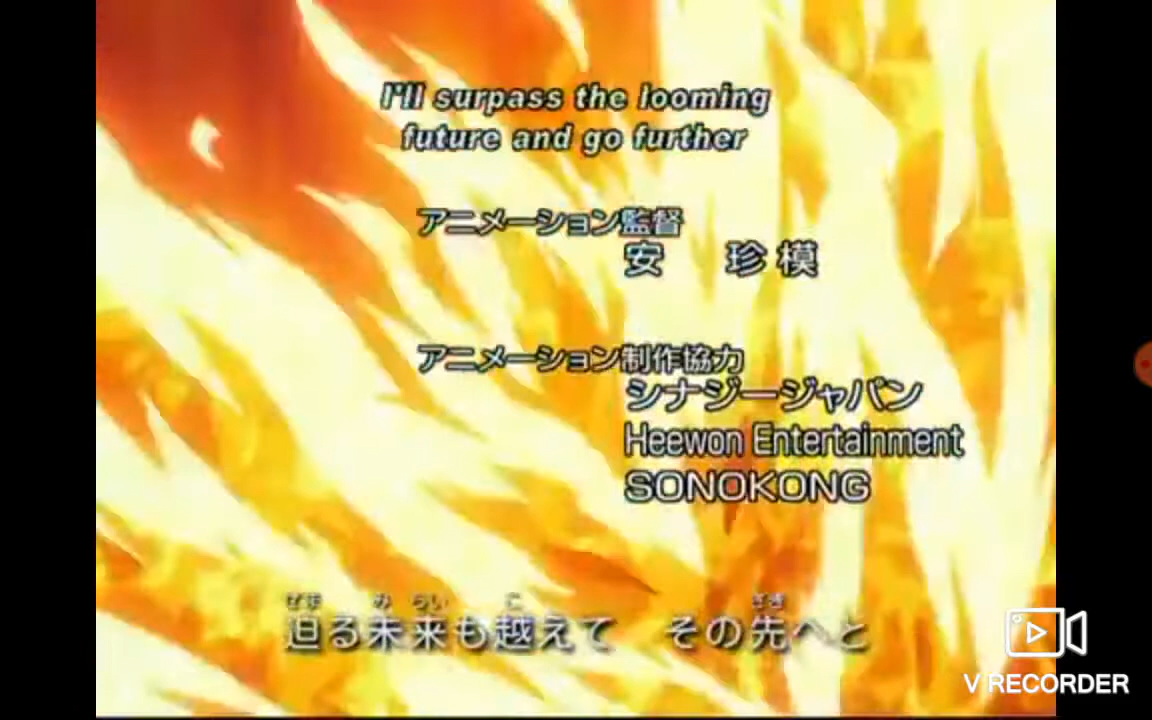 I'll surpass the looming
future and go further
アニメーション監督
安 珍模
アニメーション制作協力
シナジージャパン
Heewon Entertainment
SONOKONG
せま み らい こ さき
迫る未来も越えて その先へと
V RECORDER